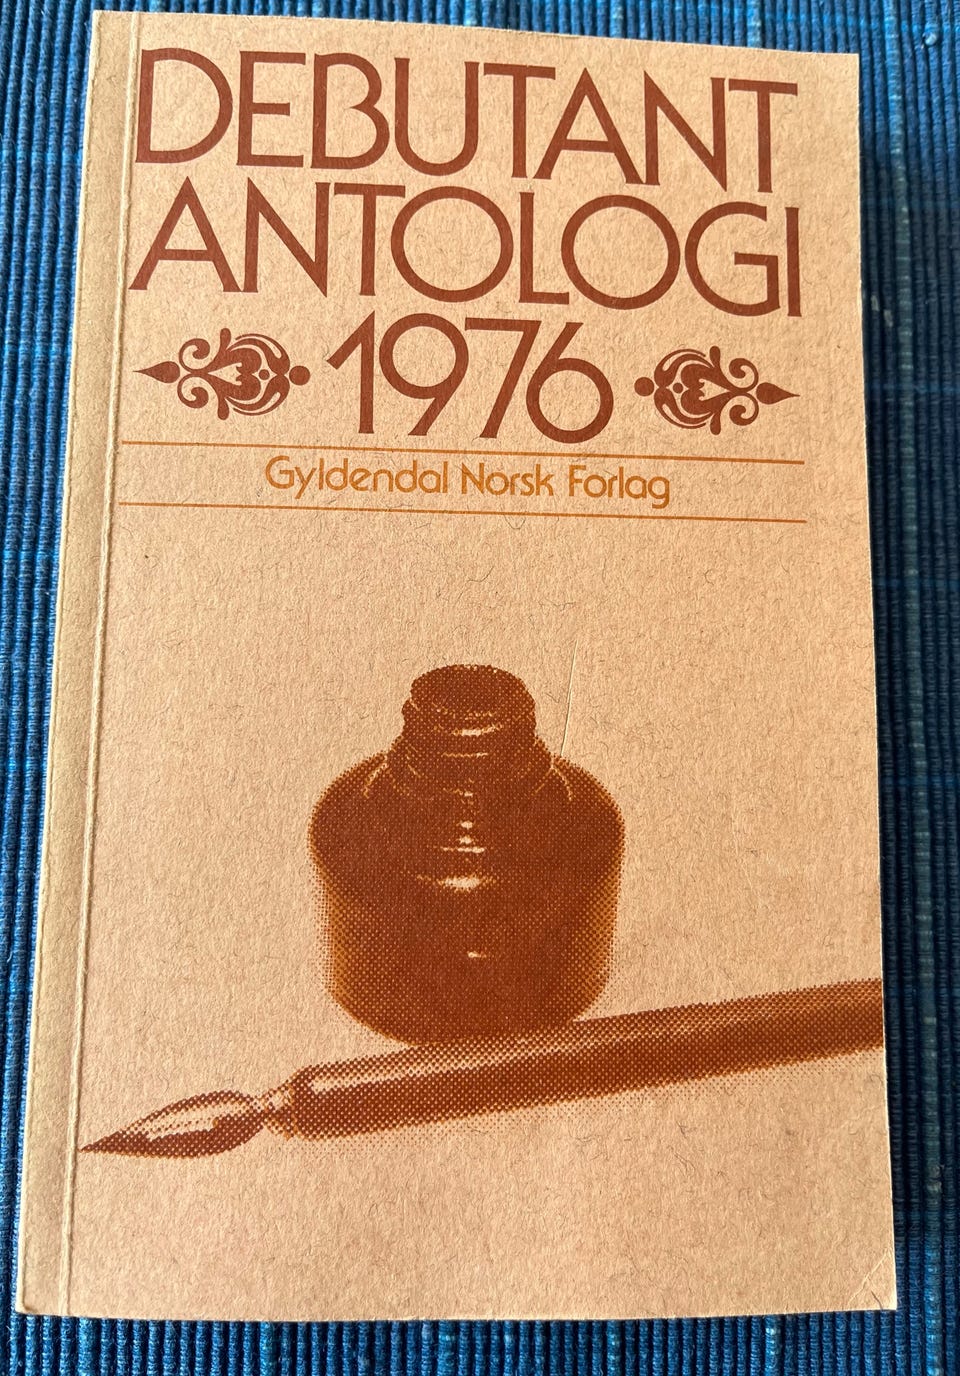 DEBUTANT
ANTOLOGI
1976
Gyldendal Norsk Forlag